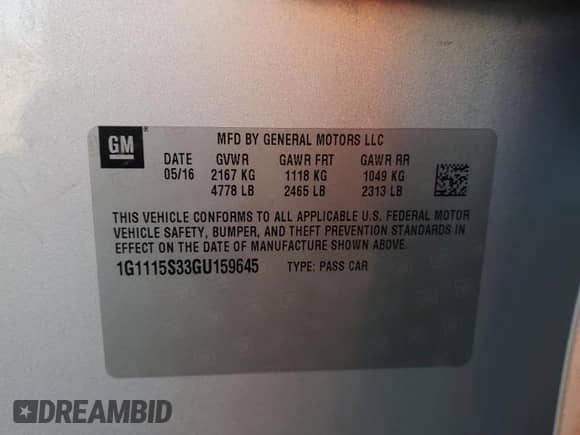 GM ®
MFD BY GENERAL MOTORS LLC
DATE GVWR GAWR FRT GAWR RR
05/16 2167 KG 1118 KG 1049 KG
4778 LB 2465 LB 2313 LB
THIS VEHICLE CONFORMS TO ALL APPLICABLE U.S. FEDERAL MOTOR
VEHICLE SAFETY, BUMPER, AND THEFT PREVENTION STANDARDS IN
EFFECT ON THE DATE OF MANUFACTURE SHOWN ABOVE.
1G1115S33GU159645 TYPE: PASS CAR
DREAMBID